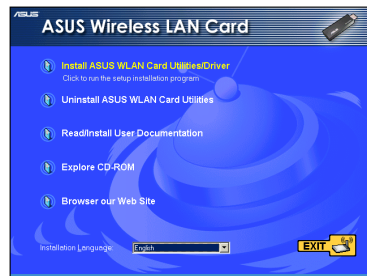 ASUS
ASUS Wireless LAN Card
Install ASUS WLAN Card Utilities/Driver
Click to run the setup installation program
Uninstall ASUS WLAN Card Utilities
Read/Install User Documentation
Explore CD-ROM
Browser our Web Site
Installation Language:
English
EXIT